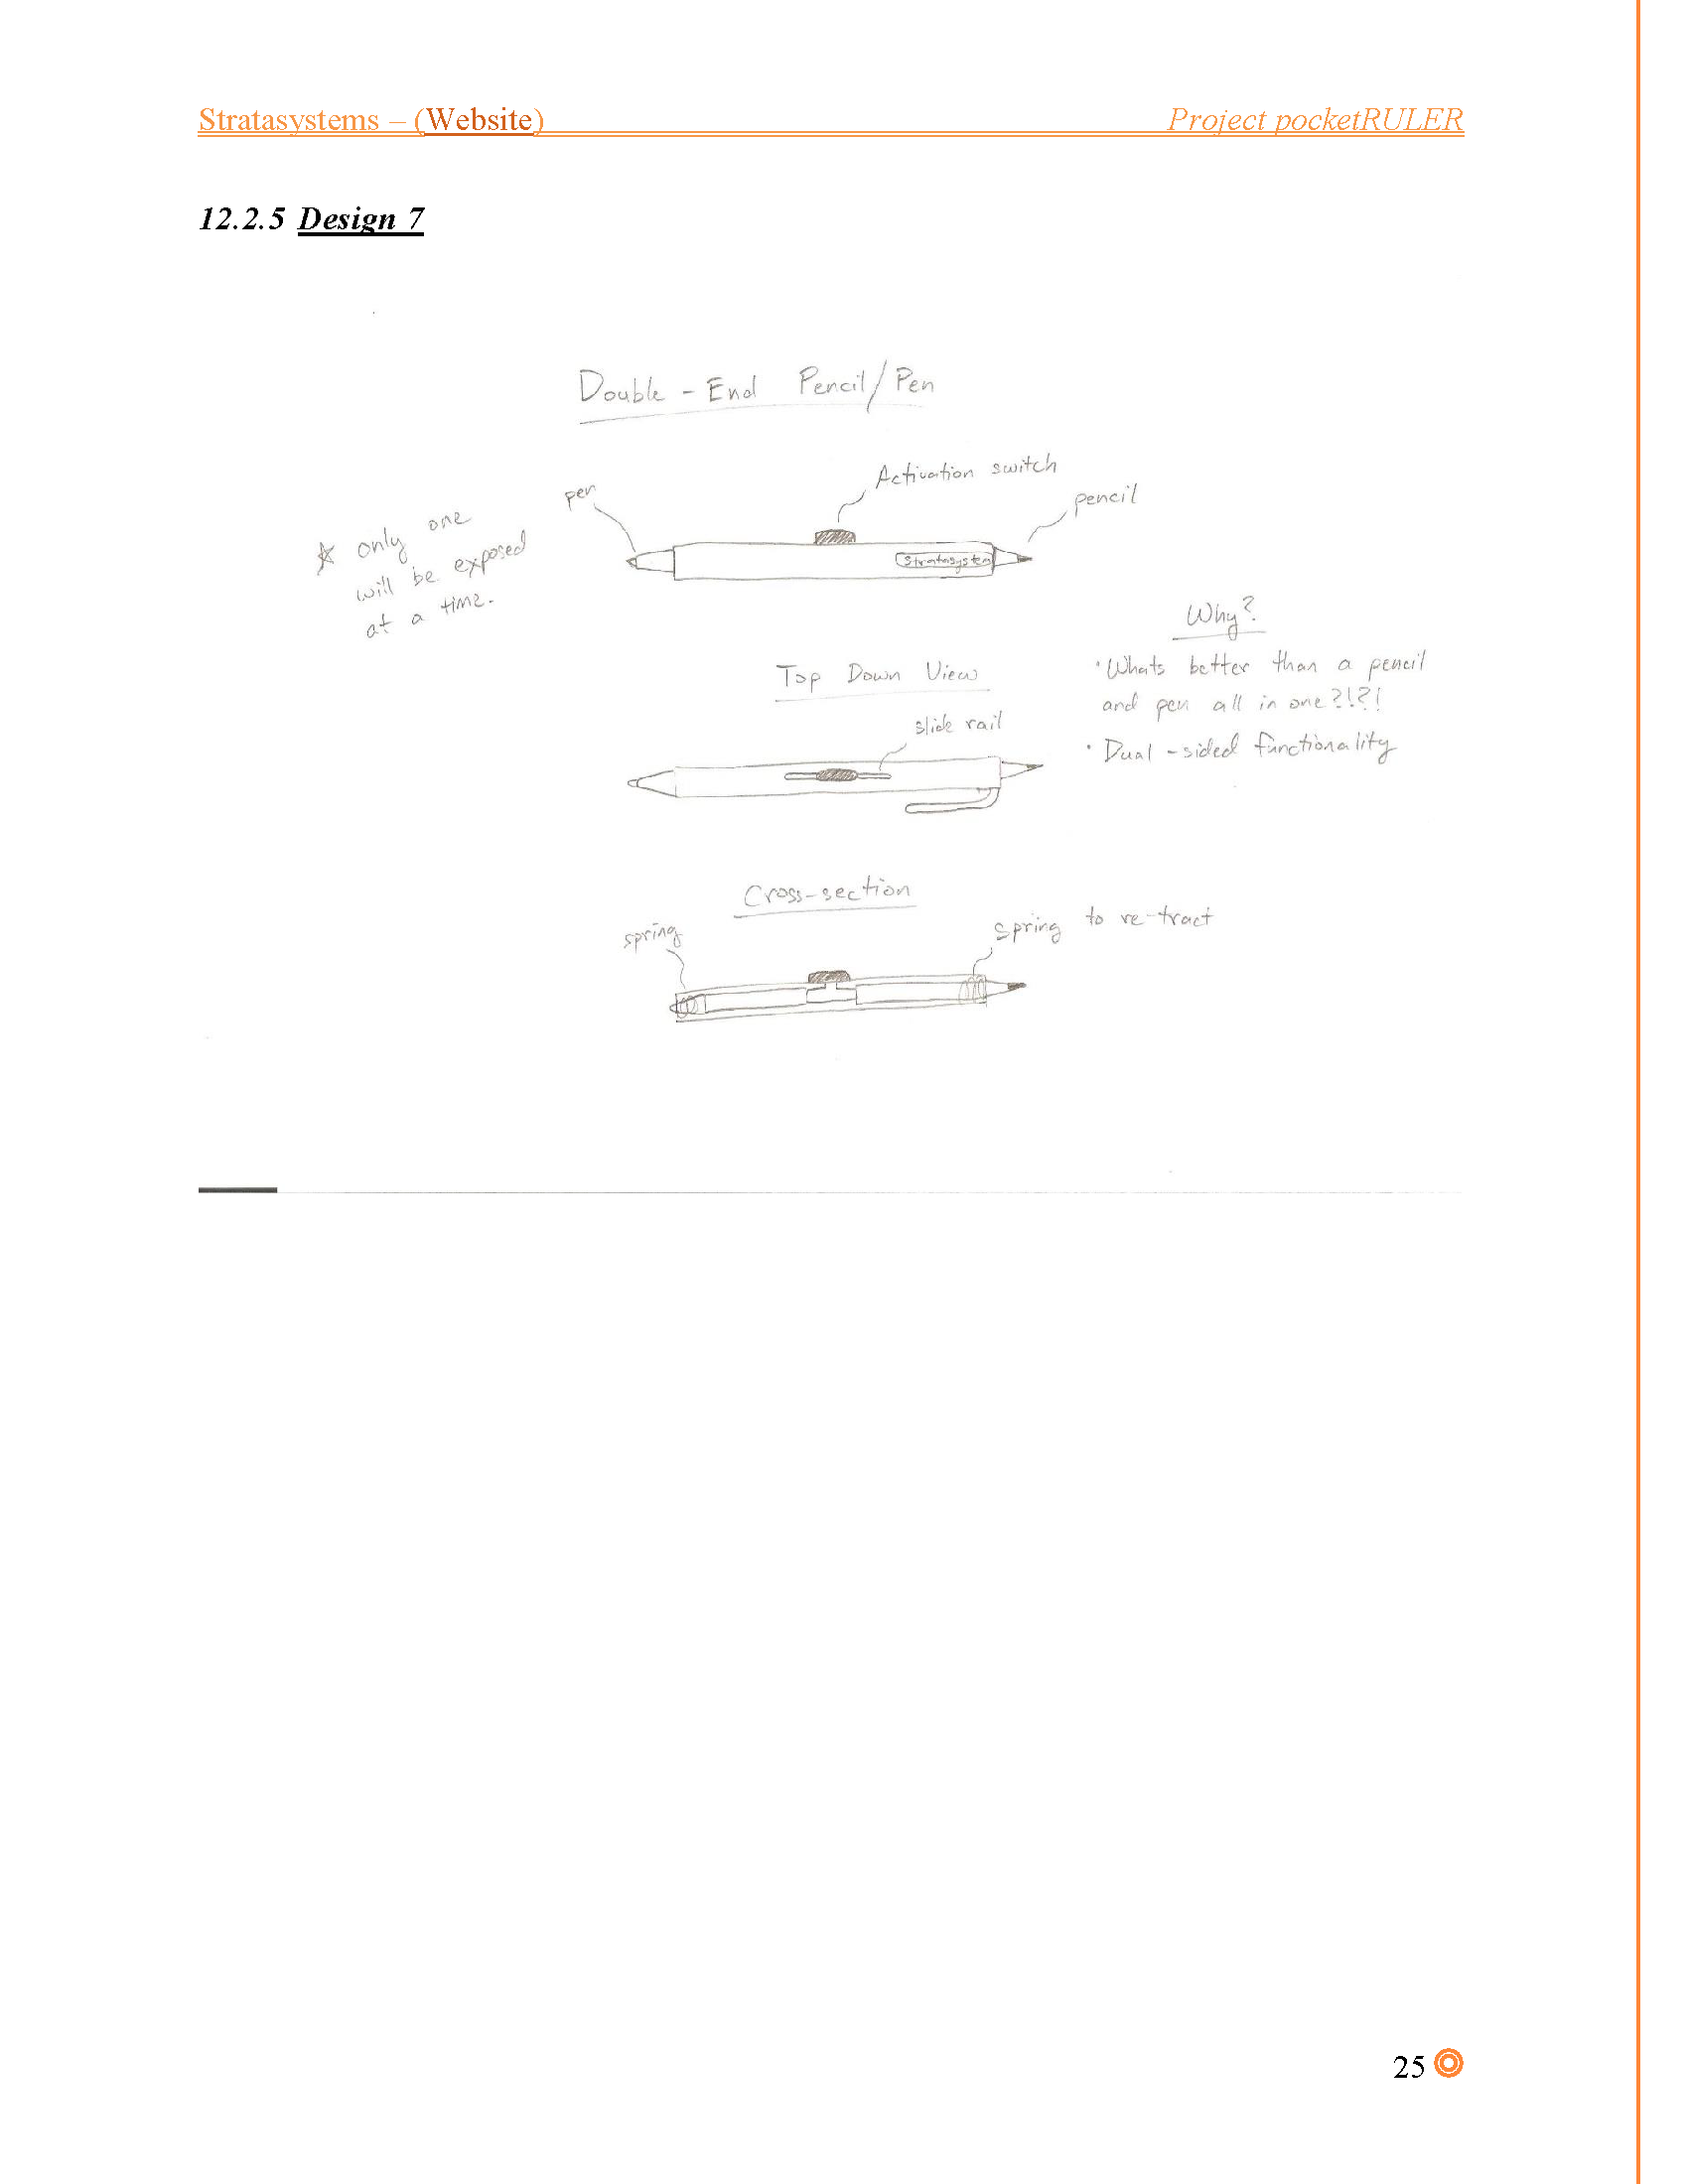 Stratasystems – (Website) Project pocketRULER
12.2.5 Design 7
Double-End Pencil/Pen
Activation switch
pen
pencil
☆ only one
will be exposed
at a time.
Stratasystem
Why?
• Whats better than a pencil
and pen all in one?!?!
• Dual-sided functionality
Top Down View
slide rail
Cross-section
spring
spring to re-tract
25